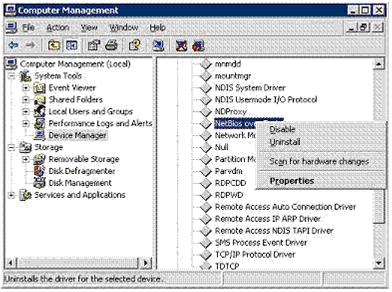 Computer Management
File Action View Window Help
Computer Management (Local)
System Tools
Event Viewer
Shared Folders
Local Users and Groups
Performance Logs and Alerts
Device Manager
Storage
Removable Storage
Disk Defragmenter
Disk Management
Services and Applications
mnmdd
mountmgr
NDIS System Driver
NDIS Usermode I/O Protocol
NDProxy
NetBios
Network
Null
Partition
Parvdm
RDPCDD
RDPWD
Remote Access Auto Connection Driver
Remote Access IP ARP Driver
Remote Access NDIS TAPI Driver
SMS Process Event Driver
TCP/IP Protocol Driver
TDTCP
Disable
Uninstall
Scan for hardware changes
Properties
Uninstalls the driver for the selected device.